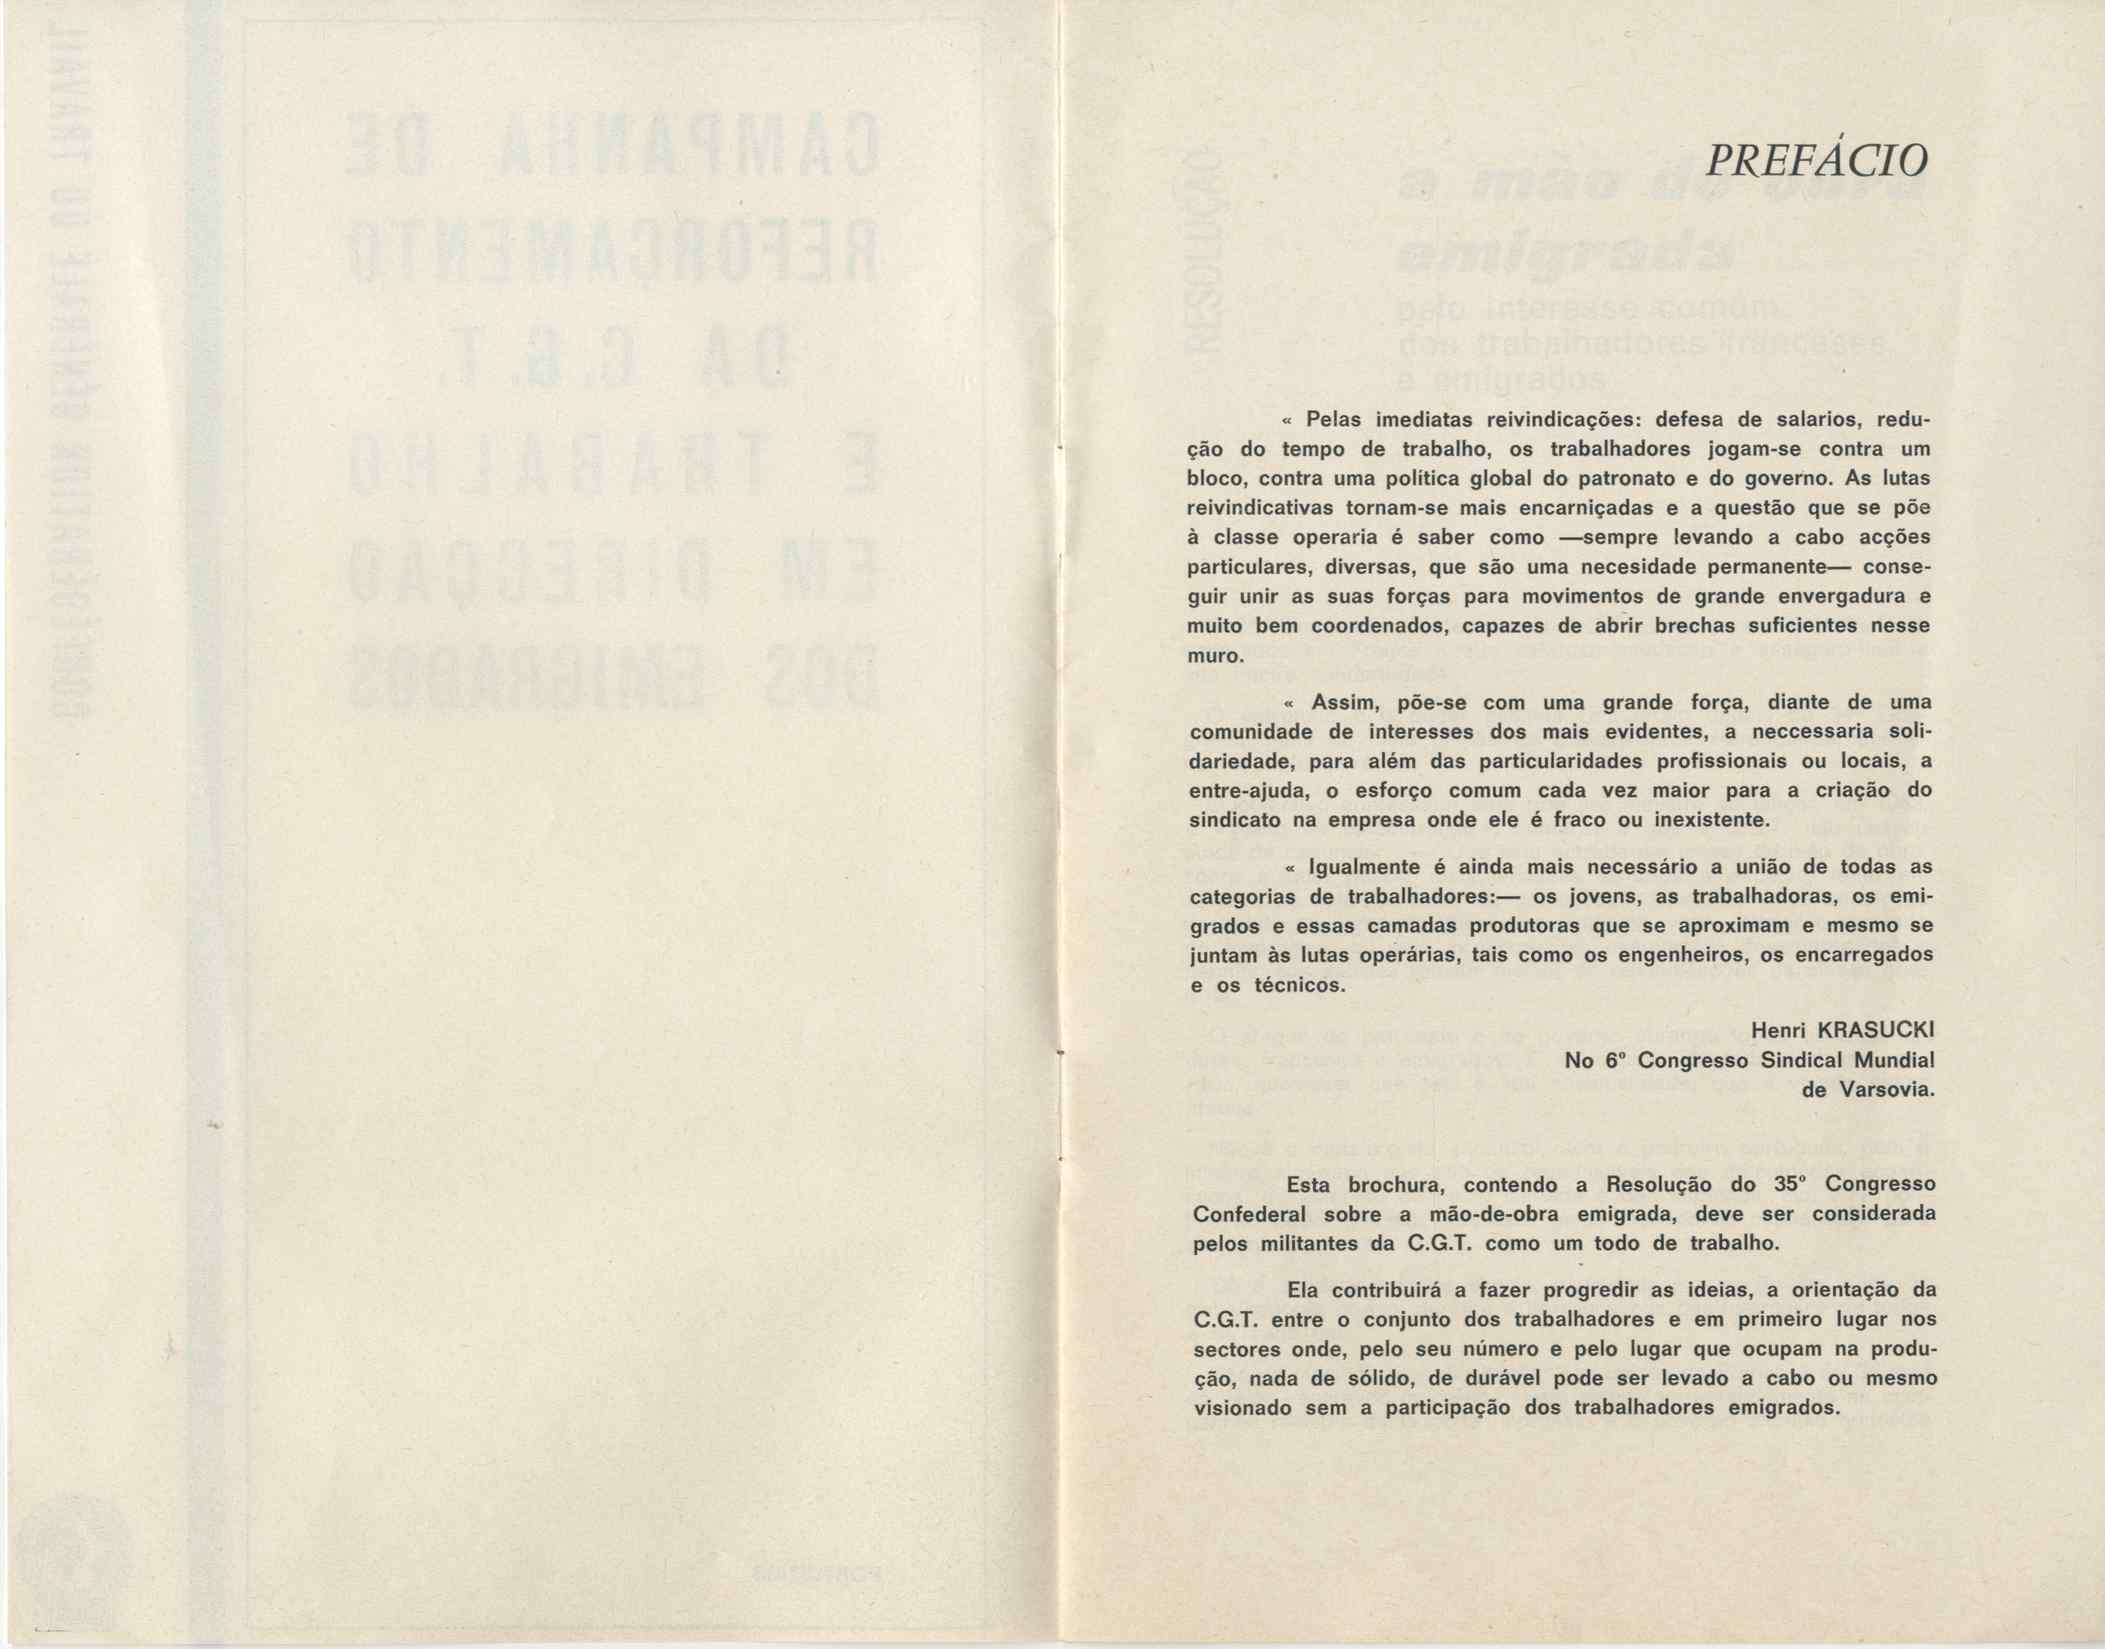 PREFÁCIO
« Pelas imediatas reivindicações: defesa de salarios, redu-
ção do tempo de trabalho, os trabalhadores jogam-se contra um
bloco, contra uma política global do patronato e do governo. As lutas
reivindicativas tornam-se mais encarniçadas e a questão que se põe
à classe operaria é saber como —sempre levando a cabo acções
particulares, diversas, que são uma necesidade permanente— conse-
guir unir as suas forças para movimentos de grande envergadura e
muito bem coordenados, capazes de abrir brechas suficientes nesse
muro.
« Assim, põe-se com uma grande força, diante de uma
comunidade de interesses dos mais evidentes, a neccessaria soli-
dariedade, para além das particularidades profissionais ou locais, a
entre-ajuda, o esforço comum cada vez maior para a criação do
sindicato na empresa onde ele é fraco ou inexistente.
« Igualmente é ainda mais necessário a união de todas as
categorias de trabalhadores:— os jovens, as trabalhadoras, os emi-
grados e essas camadas produtoras que se aproximam e mesmo se
juntam às lutas operárias, tais como os engenheiros, os encarregados
e os técnicos.
Henri KRASUCKI
No 6º Congresso Sindical Mundial
de Varsovia.
Esta brochura, contendo a Resolução do 35º Congresso
Confederal sobre a mão-de-obra emigrada, deve ser considerada
pelos militantes da C.G.T. como um todo de trabalho.
Ela contribuirá a fazer progredir as ideias, a orientação da
C.G.T. entre o conjunto dos trabalhadores e em primeiro lugar nos
sectores onde, pelo seu número e pelo lugar que ocupam na produ-
ção, nada de sólido, de durável pode ser levado a cabo ou mesmo
visionado sem a participação dos trabalhadores emigrados.